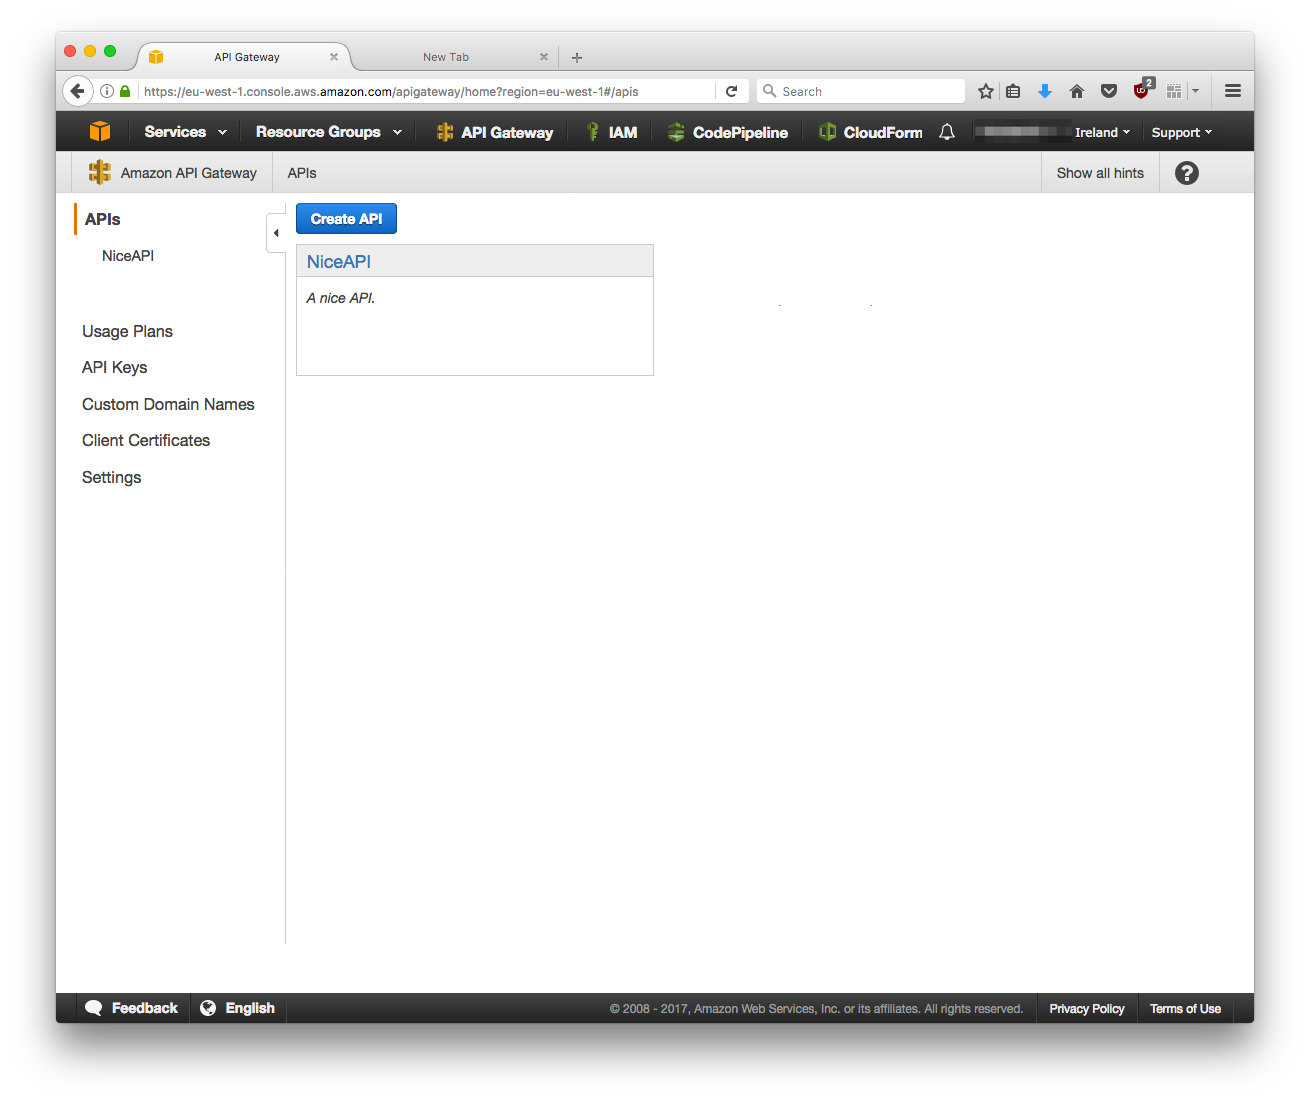 API Gateway
New Tab
https://eu-west-1.console.aws.amazon.com/apigateway/home?region=eu-west-1#/apis
Search
2
Services
Resource Groups
API Gateway
IAM
CodePipeline
CloudForm
Ireland
Support
Amazon API Gateway
APIs
Show all hints
?
APIs
NiceAPI
Usage Plans
API Keys
Custom Domain Names
Client Certificates
Settings
Create API
NiceAPI
A nice API.
Feedback
English
© 2008 - 2017, Amazon Web Services, Inc. or its affiliates. All rights reserved.
Privacy Policy
Terms of Use